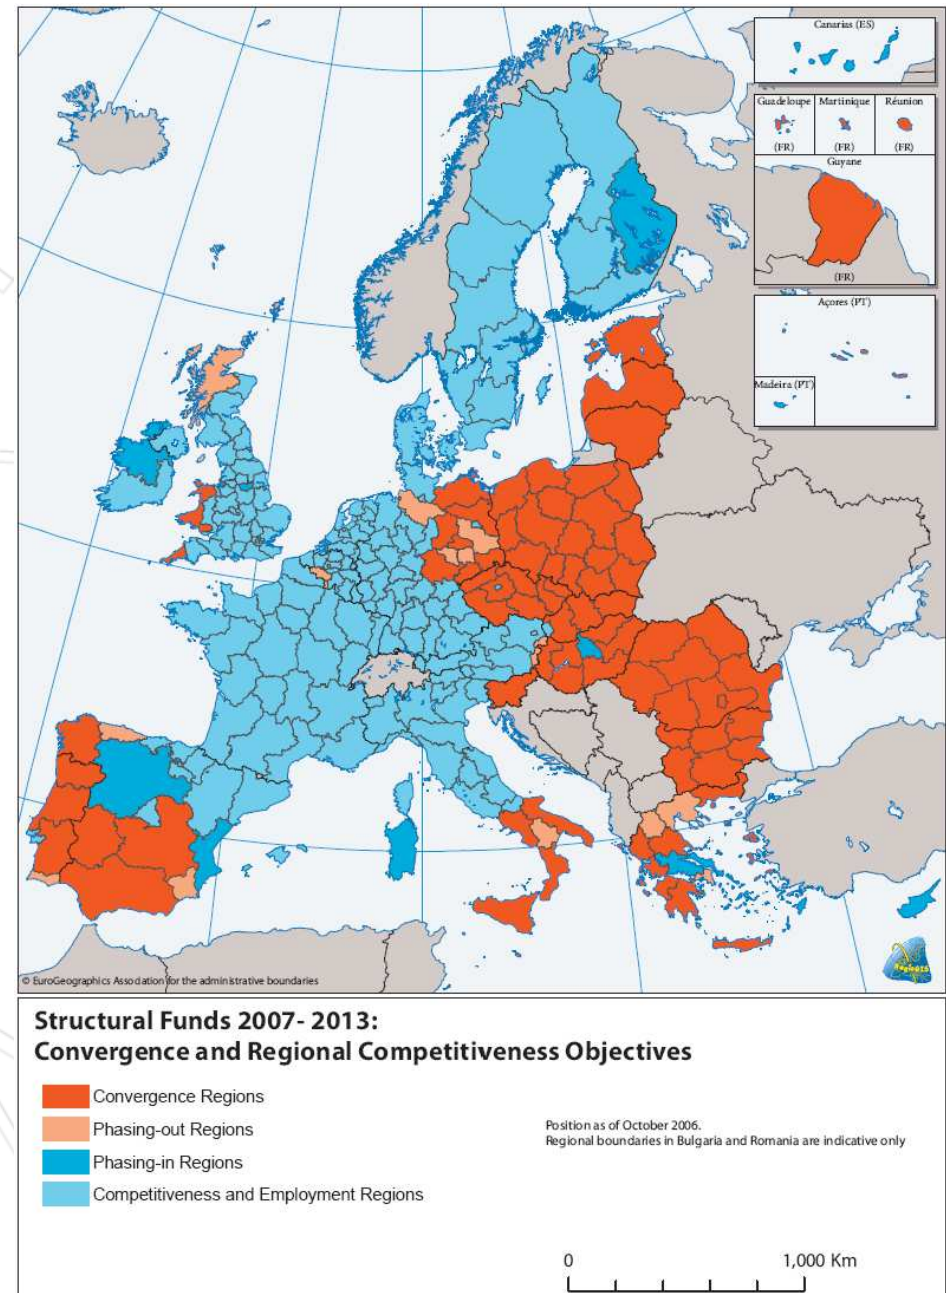 Canarias (ES)
Guadeloupe Martinique Réunion
(FR) (FR) (FR)
Guyane
(FR)
Açores (PT)
Madeira (PT)
© EuroGeographics Association for the administrative boundaries
RegioGIS
Structural Funds 2007- 2013:
Convergence and Regional Competitiveness Objectives
Convergence Regions
Phasing-out Regions
Phasing-in Regions
Competitiveness and Employment Regions
Position as of October 2006.
Regional boundaries in Bulgaria and Romania are indicative only
0 1,000 Km